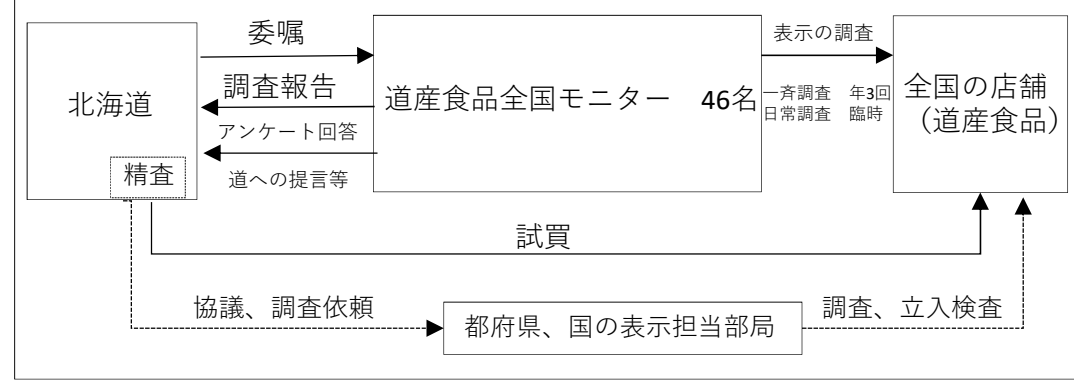 委嘱
表示の調査
北海道
調査報告
道産食品全国モニター　46名
一斉調査　年3回
日常調査　臨時
全国の店舗
（道産食品）
アンケート回答
精査
道への提言等
試買
協議、調査依頼
都府県、国の表示担当部局
調査、立入検査